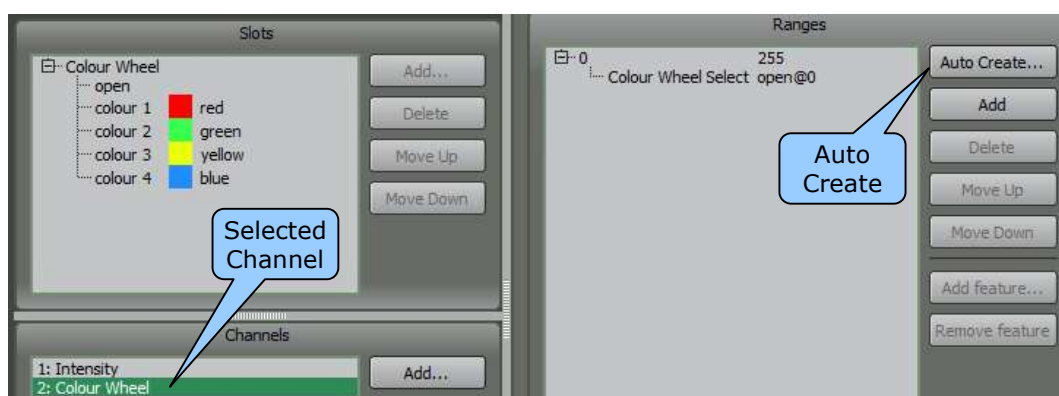 Slots
Colour Wheel
open
colour 1 red
colour 2 green
colour 3 yellow
colour 4 blue
Add...
Delete
Move Up
Move Down
Selected
Channel
Channels
1: Intensity
2: Colour Wheel
Add...
Ranges
0 255
Colour Wheel Select open@0
Auto
Create
Auto Create...
Add
Delete
Move Up
Move Down
Add feature...
Remove feature